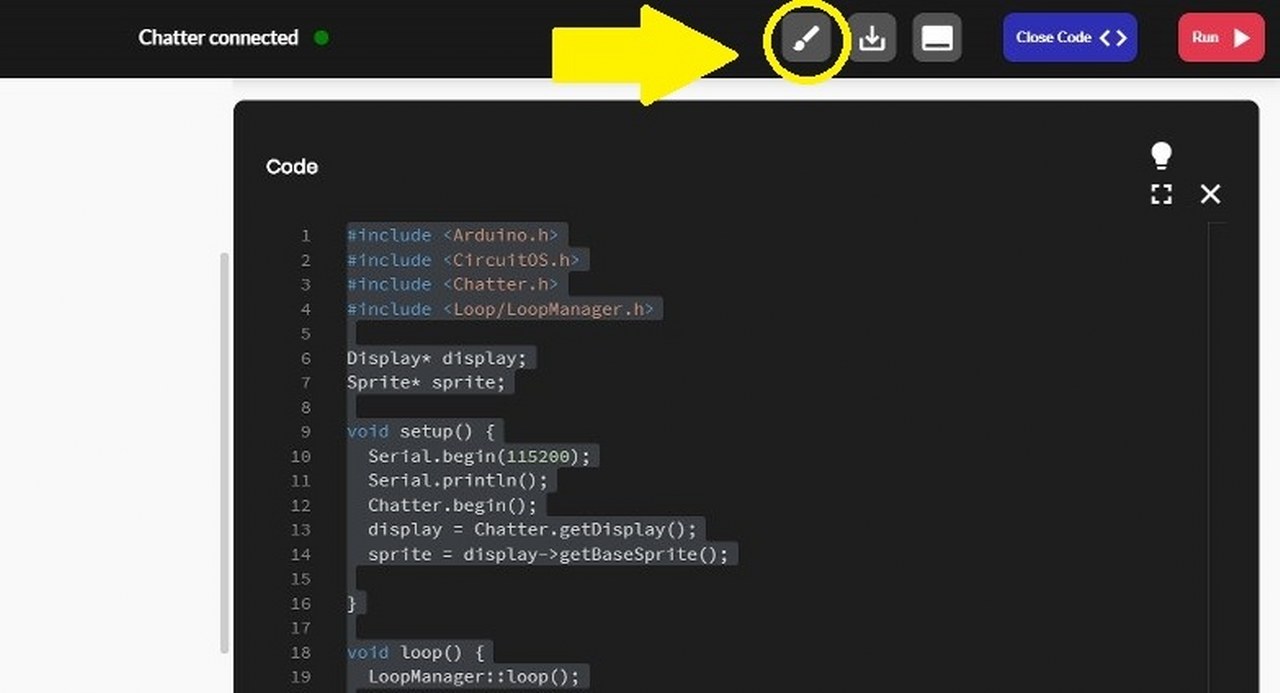 Chatter connected
Close Code
Run
Code
1 #include <Arduino.h>
2 #include <CircuitOS.h>
3 #include <Chatter.h>
4 #include <Loop/LoopManager.h>
5
6 Display* display;
7 Sprite* sprite;
8
9 void setup() {
10 Serial.begin(115200);
11 Serial.println();
12 Chatter.begin();
13 display = Chatter.getDisplay();
14 sprite = display->getBaseSprite();
15
16 }
17
18 void loop() {
19 LoopManager::loop();